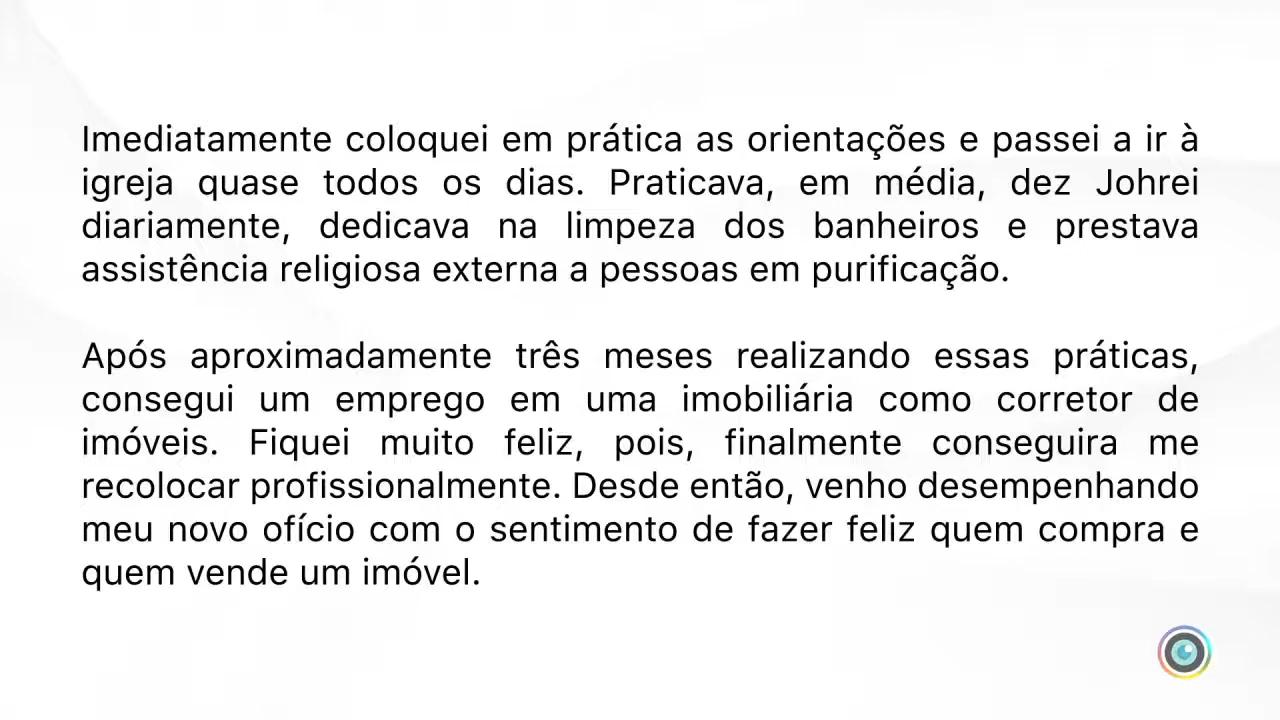 Imediatamente coloquei em prática as orientações e passei a ir à
igreja quase todos os dias. Praticava, em média, dez Johrei
diariamente, dedicava na limpeza dos banheiros e prestava
assistência religiosa externa a pessoas em purificação.
Após aproximadamente três meses realizando essas práticas,
consegui um emprego em uma imobiliária como corretor de
imóveis. Fiquei muito feliz, pois, finalmente conseguira me
recolocar profissionalmente. Desde então, venho desempenhando
meu novo ofício com o sentimento de fazer feliz quem compra e
quem vende um imóvel.